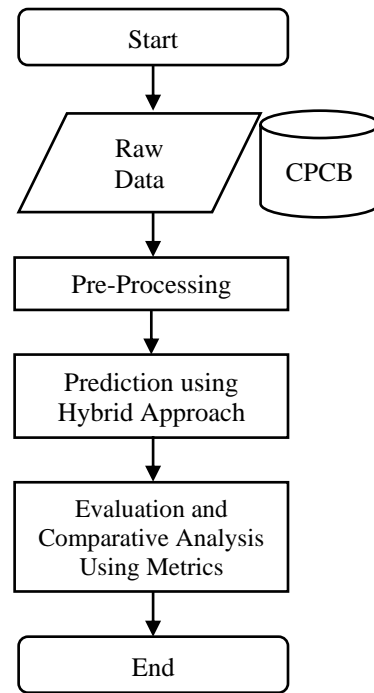 Start
Raw
Data
CPCB
Pre-Processing
Prediction using
Hybrid Approach
Evaluation and
Comparative Analysis
Using Metrics
End